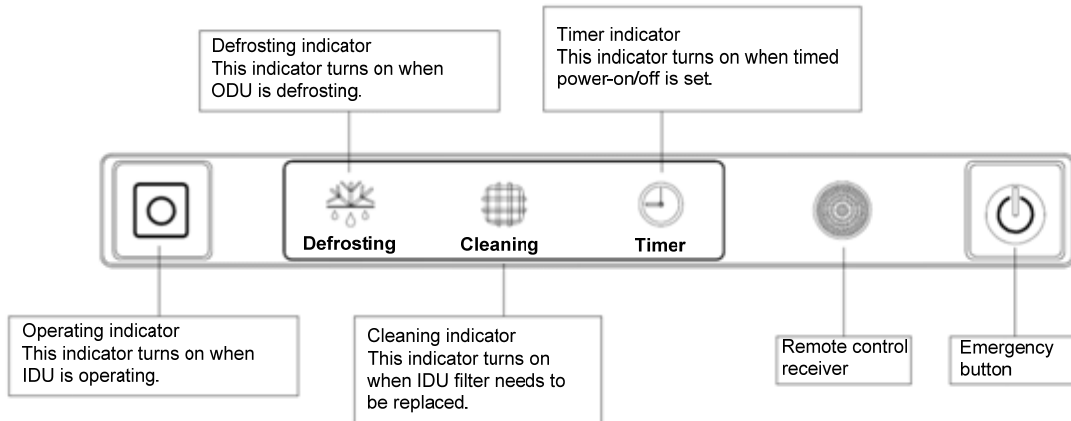 Defrosting indicator
This indicator turns on when
ODU is defrosting.
Timer indicator
This indicator turns on when timed
power-on/off is set.
Defrosting
Cleaning
Timer
Operating indicator
This indicator turns on when
IDU is operating.
Cleaning indicator
This indicator turns on
when IDU filter needs to
be replaced.
Remote control
receiver
Emergency
button